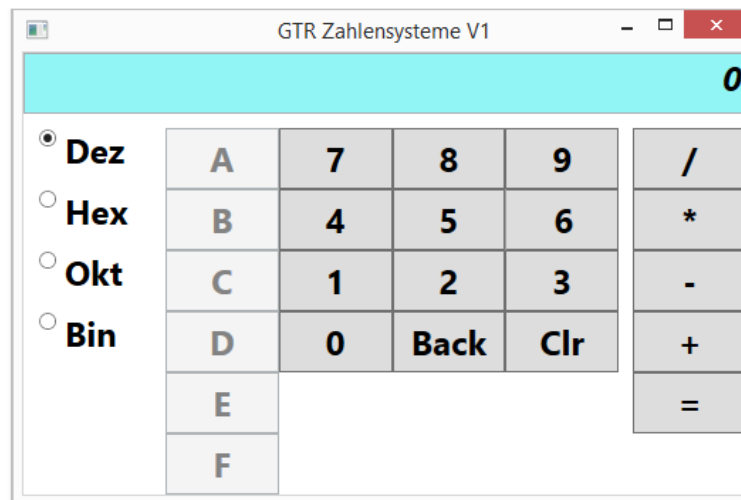 GTR Zahlensysteme V1
0
Dez A 7 8 9 /
Hex B 4 5 6 *
Okt C 1 2 3 -
Bin D 0 Back Clr +
E =
F